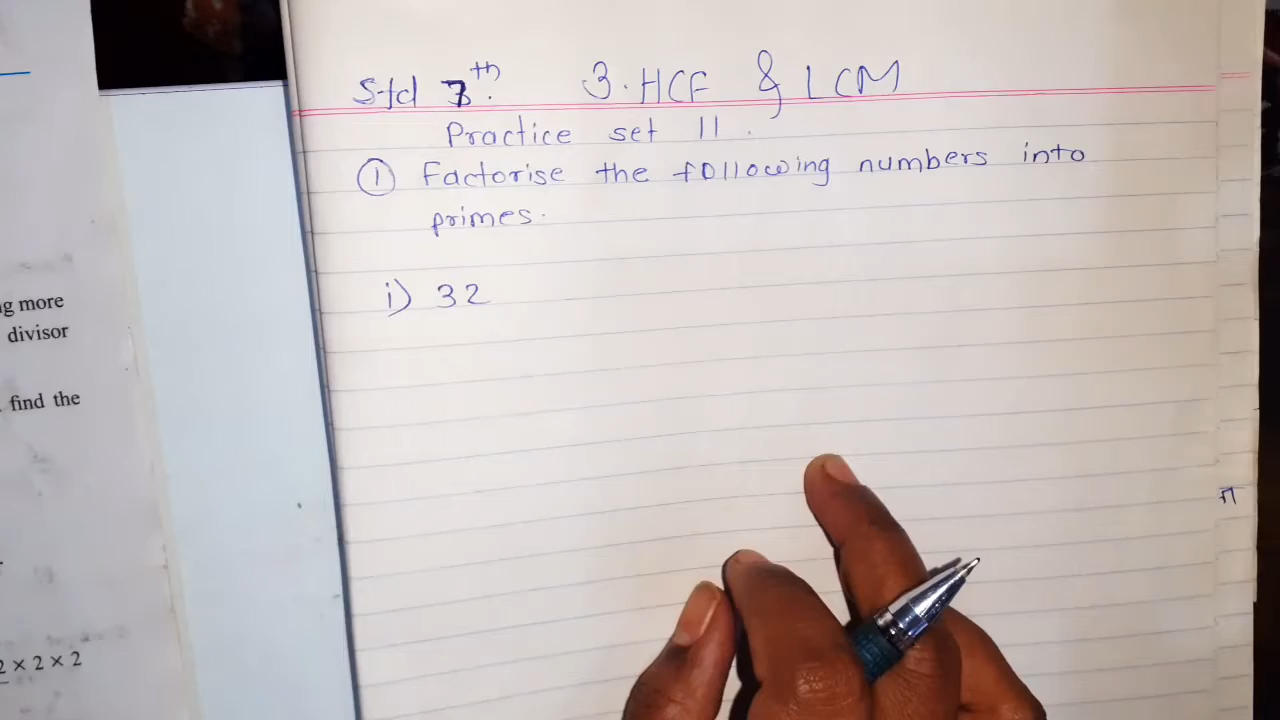 Std 7th. 3. HCF & LCM
Practice set 11.
① Factorise the following numbers into
primes.
i) 32
g more
divisor
find the
2 × 2 × 2